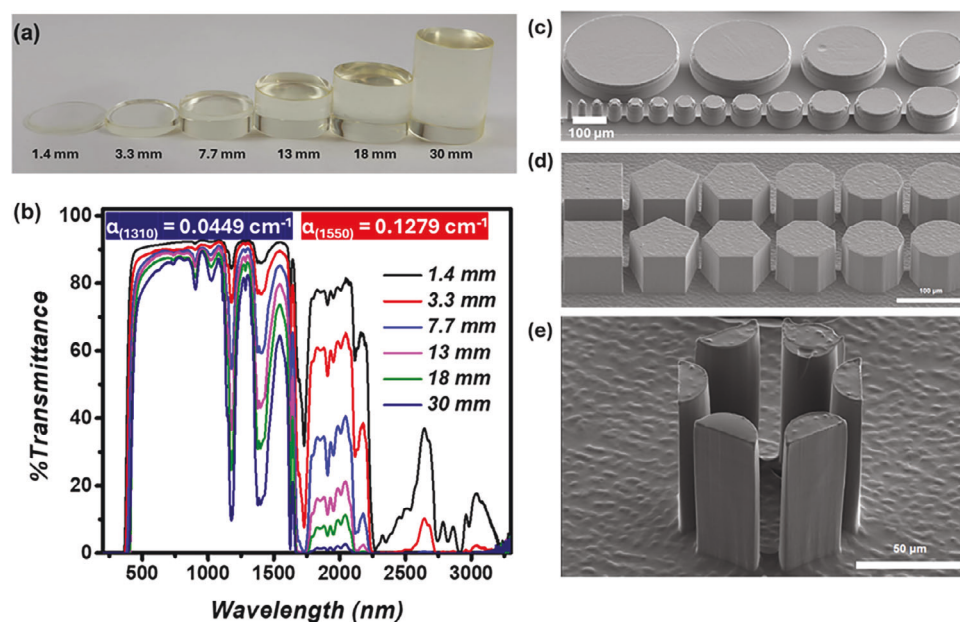 (a)
1.4 mm 3.3 mm 7.7 mm 13 mm 18 mm 30 mm
(b)
α(1310) = 0.0449 cm⁻¹ α(1550) = 0.1279 cm⁻¹
100
80
60
40
20
0
%Transmittance
1.4 mm
3.3 mm
7.7 mm
13 mm
18 mm
30 mm
500 1000 1500 2000 2500 3000
Wavelength (nm)
(c)
100 µm
(d)
100 µm
(e)
50 µm